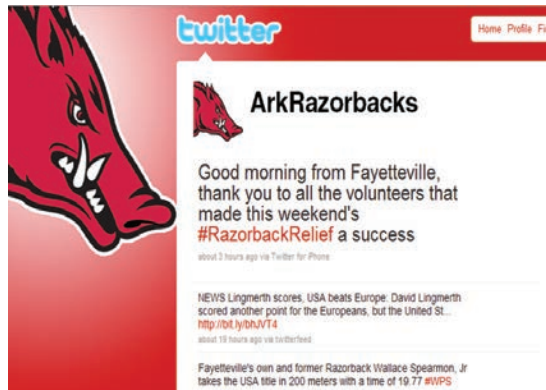 twitter
Home Profile Fi
ArkRazorbacks
Good morning from Fayetteville,
thank you to all the volunteers that
made this weekend's
#RazorbackRelief a success
about 3 hours ago via Twitter for iPhone
NEWS Lingmerth scores, USA beats Europe: David Lingmerth
scored another point for the Europeans, but the United St...
http://bit.ly/bhJVT4
about 19 hours ago via twitterfeed
Fayetteville's own and former Razorback Wallace Spearmon, Jr
takes the USA title in 200 meters with a time of 19.77 #WPS